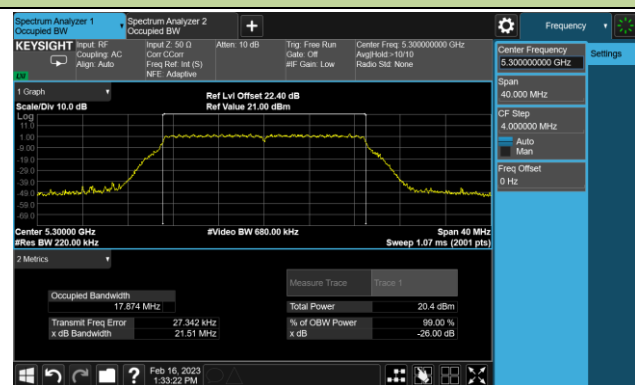 Spectrum Analyzer 1
Occupied BW
Spectrum Analyzer 2
Occupied BW
+
Frequency
KEYSIGHT
Input: RF
Coupling: AC
Align: Auto
Input Z: 50 Ω
Corr CCorr
Freq Ref: Int (S)
NFE: Adaptive
Atten: 10 dB
Trig: Free Run
Gate: Off
#IF Gain: Low
Center Freq: 5.300000000 GHz
Avg|Hold:>10/10
Radio Std: None
LXI
Center Frequency
5.300000000 GHz
Settings
Span
40.000 MHz
CF Step
4.000000 MHz
Auto
Man
Freq Offset
0 Hz
1 Graph
Scale/Div 10.0 dB
Ref Lvl Offset 22.40 dB
Ref Value 21.00 dBm
Log
11.0
1.00
-9.00
-19.0
-29.0
-39.0
-49.0
-59.0
-69.0
Center 5.30000 GHz
#Res BW 220.00 kHz
#Video BW 680.00 kHz
Span 40 MHz
Sweep 1.07 ms (2001 pts)
2 Metrics
Measure Trace
Trace 1
Occupied Bandwidth
17.874 MHz
Total Power
20.4 dBm
Transmit Freq Error
27.342 kHz
% of OBW Power
99.00 %
x dB Bandwidth
21.51 MHz
x dB
-26.00 dB
?
Feb 16, 2023
1:33:22 PM